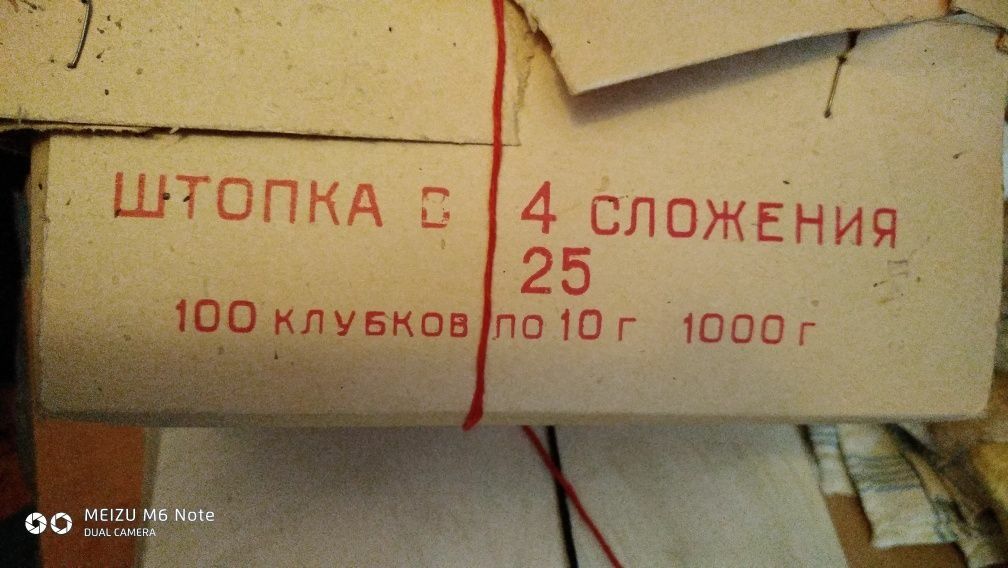 ШТОПКА В 4 СЛОЖЕНИЯ
25
100 КЛУБКОВ ПО 10 Г 1000 Г
MEIZU M6 Note
DUAL CAMERA